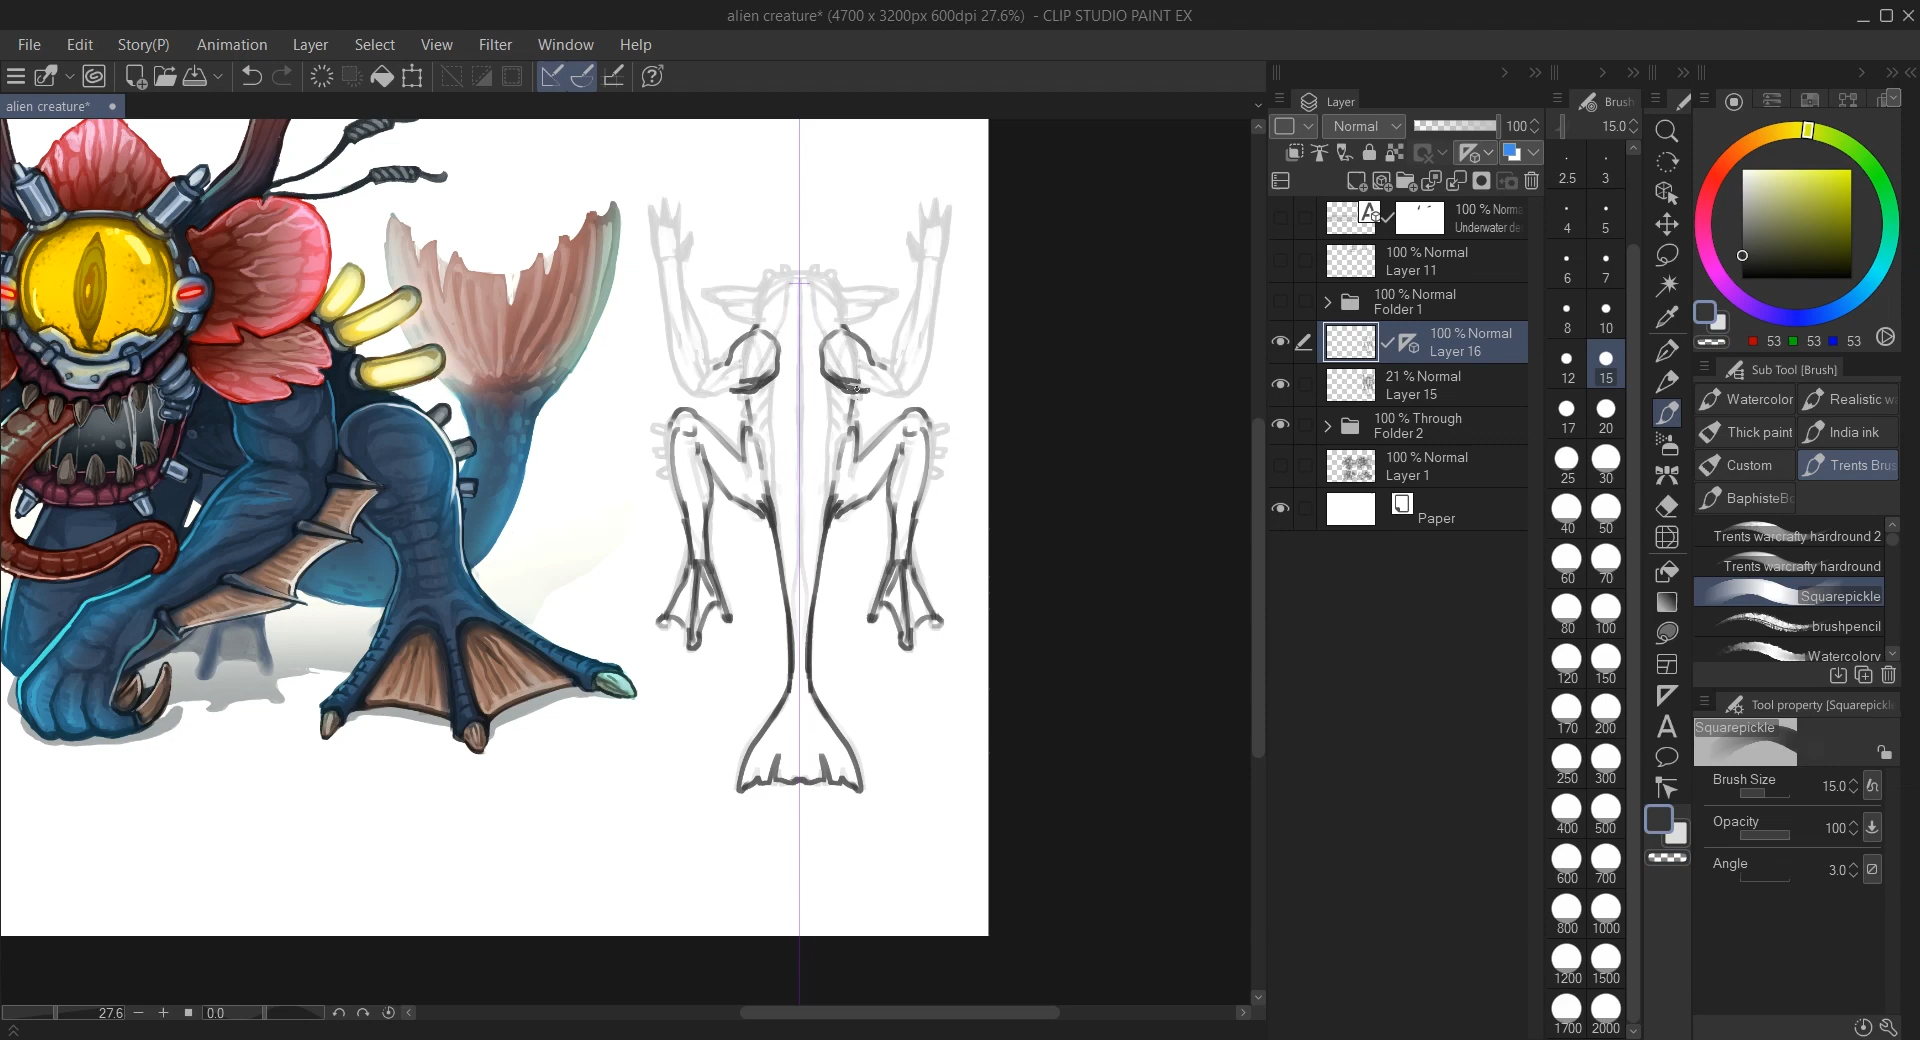 alien creature* (4700 x 3200px 600dpi 27.6%) - CLIP STUDIO PAINT EX
File Edit Story(P) Animation Layer Select View Filter Window Help
alien creature*
Layer
Brush
Normal 100
15.0
100 % Norma
Underwater de
100 % Normal
Layer 11
100 % Normal
Folder 1
100 % Normal
Layer 16
21 % Normal
Layer 15
100 % Through
Folder 2
100 % Normal
Layer 1
Paper
2.5 3
4 5
6 7
8 10
12 15
17 20
25 30
40 50
60 70
80 100
120 150
170 200
250 300
400 500
600 700
800 1000
1200 1500
1700 2000
A
53 53 53
Sub Tool [Brush]
Watercolor Realistic w
Thick paint India ink
Custom Trents Brus
BaphisteBo
Trents warcrafty hardround 2
Trents warcrafty hardround
Squarepickle
brushpencil
Watercolory
Tool property [Squarepickle
Squarepickle
Brush Size 15.0
Opacity 100
Angle 3.0
27.6 0.0